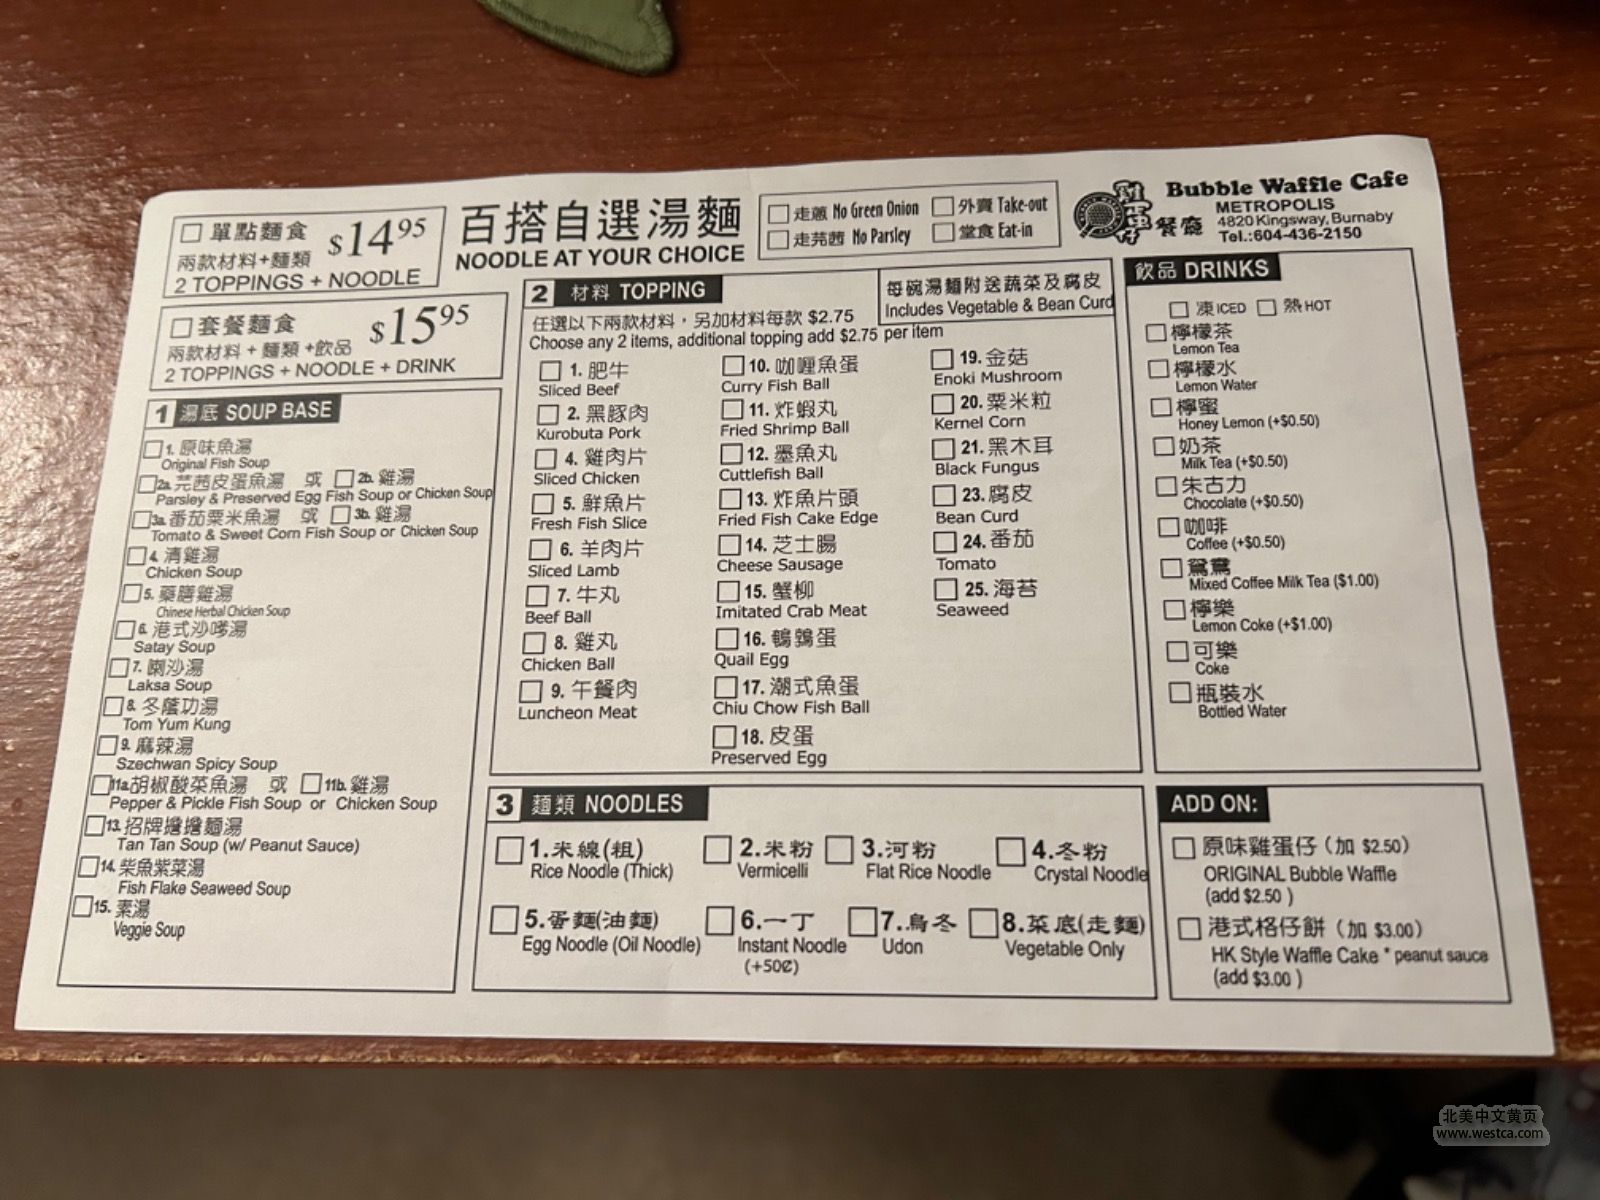 單點麵食 $14.95
兩款材料+麵類
2 TOPPINGS + NOODLE
套餐麵食 $15.95
兩款材料 + 麵類 +飲品
2 TOPPINGS + NOODLE + DRINK
百搭自選湯麵
NOODLE AT YOUR CHOICE
走蔥 No Green Onion 外賣 Take-out
走芫茜 No Parsley 堂食 Eat-in
雞蛋仔 餐廳
Bubble Waffle Cafe
METROPOLIS
4820 Kingsway, Burnaby
Tel.:604-436-2150
1 湯底 SOUP BASE
1. 原味魚湯
Original Fish Soup
2a. 芫茜皮蛋魚湯 或 2b. 雞湯
Parsley & Preserved Egg Fish Soup or Chicken Soup
3a. 番茄粟米魚湯 或 3b. 雞湯
Tomato & Sweet Corn Fish Soup or Chicken Soup
4. 清雞湯
Chicken Soup
5. 藥膳雞湯
Chinese Herbal Chicken Soup
6. 港式沙嗲湯
Satay Soup
7. 喇沙湯
Laksa Soup
8. 冬蔭功湯
Tom Yum Kung
9. 麻辣湯
Szechwan Spicy Soup
11a. 胡椒酸菜魚湯 或 11b. 雞湯
Pepper & Pickle Fish Soup or Chicken Soup
13. 招牌擔擔麵湯
Tan Tan Soup (w/ Peanut Sauce)
14. 柴魚紫菜湯
Fish Flake Seaweed Soup
15. 素湯
Veggie Soup
2 材料 TOPPING
每碗湯麵附送蔬菜及腐皮
Includes Vegetable & Bean Curd
任選以下兩款材料，另加材料每款 $2.75
Choose any 2 items, additional topping add $2.75 per item
1. 肥牛
Sliced Beef
2. 黑豚肉
Kurobuta Pork
4. 雞肉片
Sliced Chicken
5. 鮮魚片
Fresh Fish Slice
6. 羊肉片
Sliced Lamb
7. 牛丸
Beef Ball
8. 雞丸
Chicken Ball
9. 午餐肉
Luncheon Meat
10. 咖喱魚蛋
Curry Fish Ball
11. 炸蝦丸
Fried Shrimp Ball
12. 墨魚丸
Cuttlefish Ball
13. 炸魚片頭
Fried Fish Cake Edge
14. 芝士腸
Cheese Sausage
15. 蟹柳
Imitated Crab Meat
16. 鵪鶉蛋
Quail Egg
17. 潮式魚蛋
Chiu Chow Fish Ball
18. 皮蛋
Preserved Egg
19. 金菇
Enoki Mushroom
20. 粟米粒
Kernel Corn
21. 黑木耳
Black Fungus
23. 腐皮
Bean Curd
24. 番茄
Tomato
25. 海苔
Seaweed
飲品 DRINKS
凍 ICED 熱 HOT
檸檬茶
Lemon Tea
檸檬水
Lemon Water
檸蜜
Honey Lemon (+$0.50)
奶茶
Milk Tea (+$0.50)
朱古力
Chocolate (+$0.50)
咖啡
Coffee (+$0.50)
鴛鴦
Mixed Coffee Milk Tea ($1.00)
檸樂
Lemon Coke (+$1.00)
可樂
Coke
瓶裝水
Bottled Water
3 麵類 NOODLES
1.米線(粗) 2.米粉 3.河粉 4.冬粉
Rice Noodle (Thick) Vermicelli Flat Rice Noodle Crystal Noodle
5.蛋麵(油麵) 6.一丁 7.烏冬 8.菜底(走麵)
Egg Noodle (Oil Noodle) Instant Noodle Udon Vegetable Only
(+50¢)
ADD ON:
原味雞蛋仔（加 $2.50）
ORIGINAL Bubble Waffle
(add $2.50 )
港式格仔餅（加 $3.00）
HK Style Waffle Cake * peanut sauce
(add $3.00 )
北美中文黄页
www.westca.com